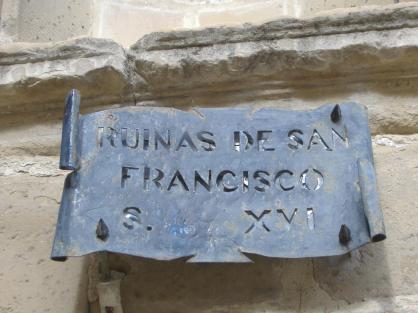 RUINAS DE SAN
FRANCISCO
S. XVI